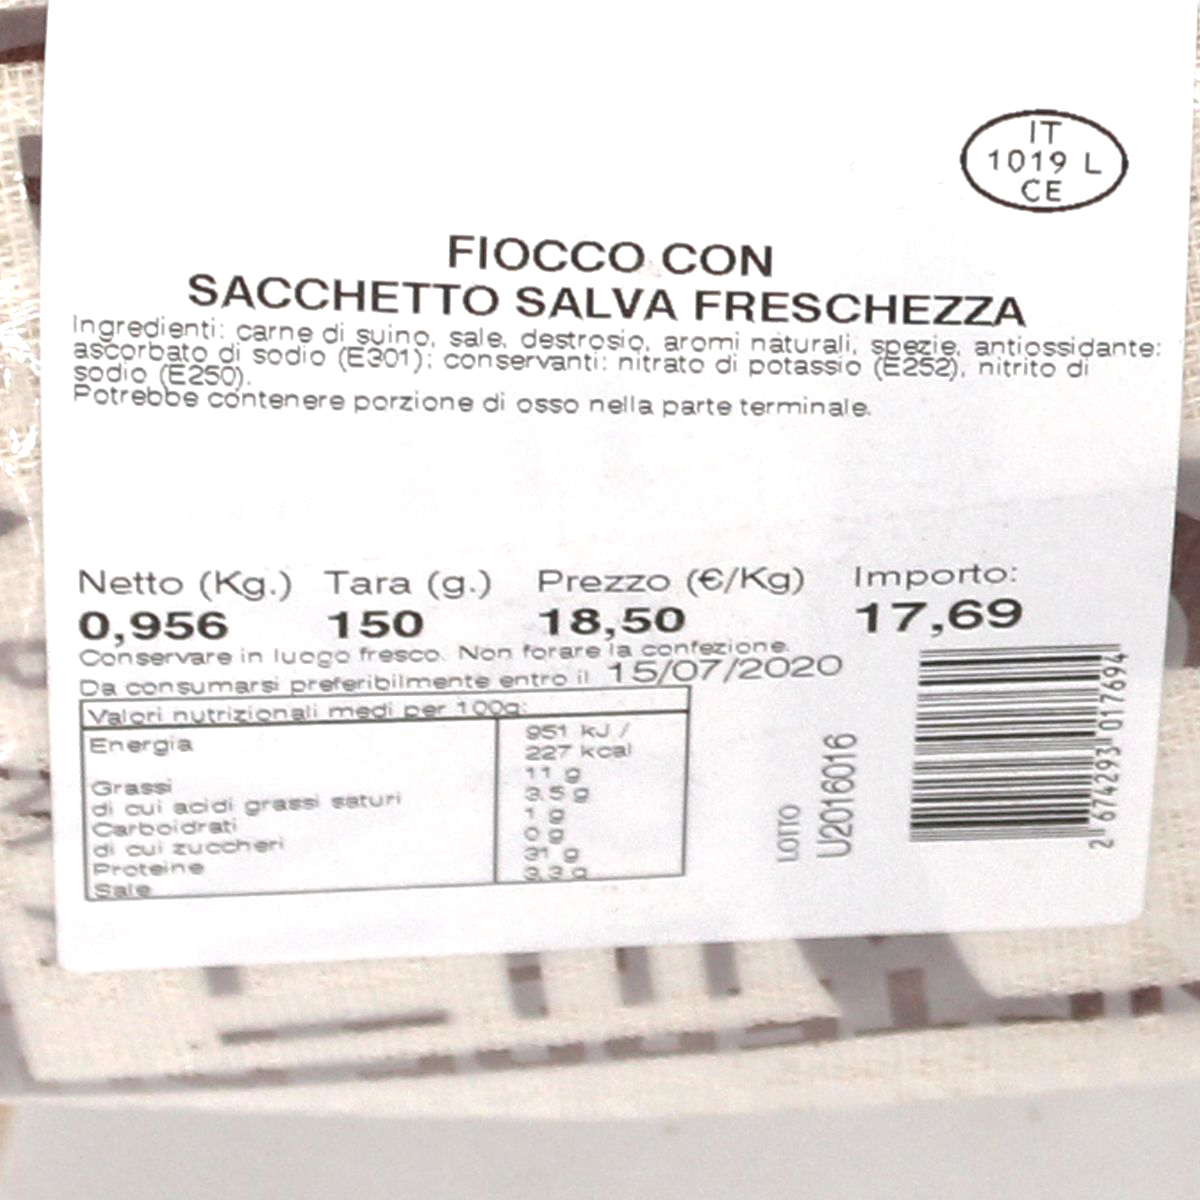 IT
1019 L
CE
FIOCCO CON
SACCHETTO SALVA FRESCHEZZA
Ingredienti: carne di suino, sale, destrosio, aromi naturali, spezie, antiossidante:
ascorbato di sodio (E301); conservanti: nitrato di potassio (E252), nitrito di
sodio (E250).
Potrebbe contenere porzione di osso nella parte terminale.
Netto (Kg.) Tara (g.) Prezzo (€/Kg) Importo:
0,956 150 18,50 17,69
Conservare in luogo fresco. Non forare la confezione.
Da consumarsi preferibilmente entro il 15/07/2020
Valori nutrizionali medi per 100g:
Energia 951 kJ /
227 kcal
Grassi 11 g
di cui acidi grassi saturi 3.5 g
Carboidrati 1 g
di cui zuccheri 0 g
Proteine 31 g
Sale 3.3 g
LOTTO
U2016016
2 674293 017694